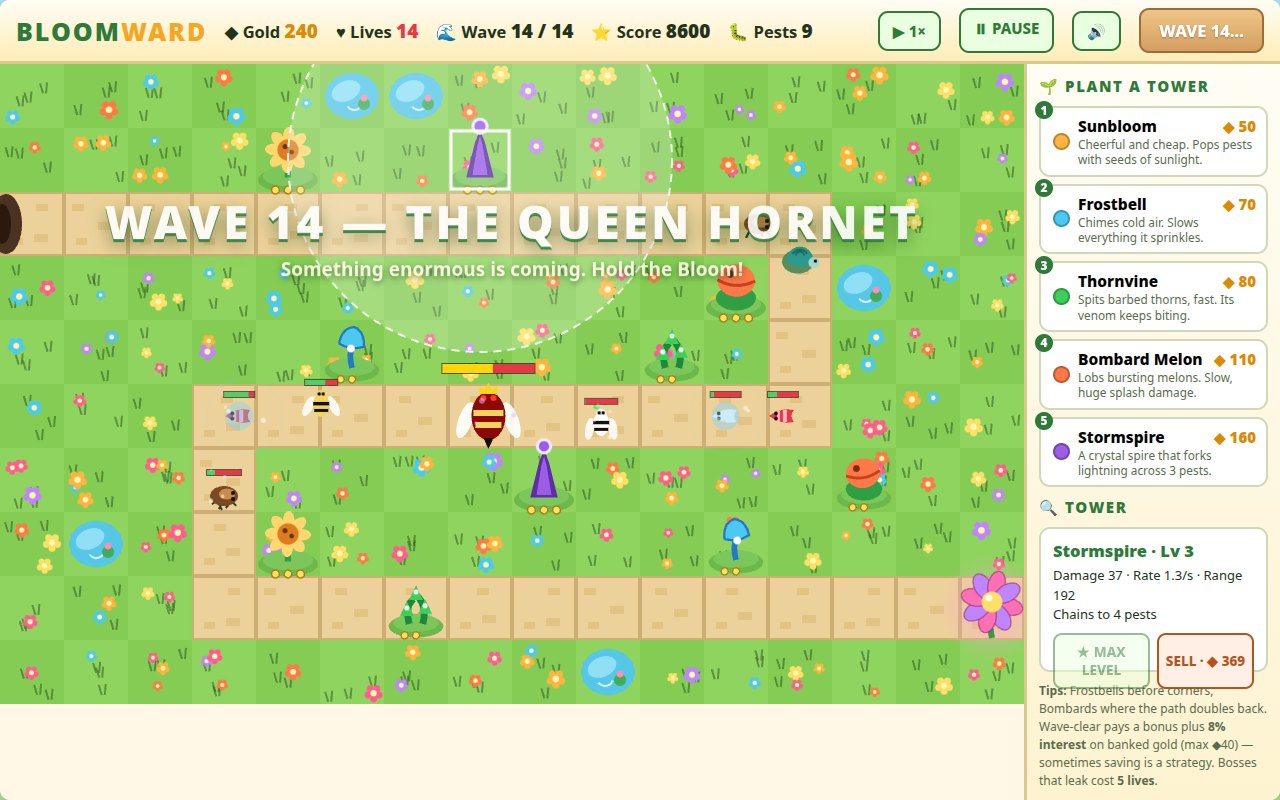 BLOOMWARD ◆ Gold 240 ♥ Lives 14 🌊 Wave 14 / 14 ⭐ Score 8600 🐛 Pests 9 ▶ 1× ⏸ PAUSE 🔊 WAVE 14...
WAVE 14 — THE QUEEN HORNET
Something enormous is coming. Hold the Bloom!
🌱 PLANT A TOWER
1
Sunbloom ◆ 50
Cheerful and cheap. Pops pests
with seeds of sunlight.
2
Frostbell ◆ 70
Chimes cold air. Slows
everything it sprinkles.
3
Thornvine ◆ 80
Spits barbed thorns, fast. Its
venom keeps biting.
4
Bombard Melon ◆ 110
Lobs bursting melons. Slow,
huge splash damage.
5
Stormspire ◆ 160
A crystal spire that forks
lightning across 3 pests.
🔍 TOWER
Stormspire · Lv 3
Damage 37 · Rate 1.3/s · Range
192
Chains to 4 pests
★ MAX
LEVEL
SELL · ◆ 369
Tips: Frostbells before corners,
Bombards where the path doubles back.
Wave-clear pays a bonus plus 8%
interest on banked gold (max ◆40) —
sometimes saving is a strategy. Bosses
that leak cost 5 lives.